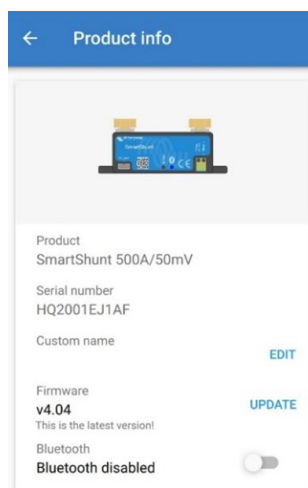 Product info
SmartShunt
Product
SmartShunt 500A/50mV
Serial number
HQ2001EJ1AF
Custom name
EDIT
Firmware
v4.04
UPDATE
This is the latest version!
Bluetooth
Bluetooth disabled